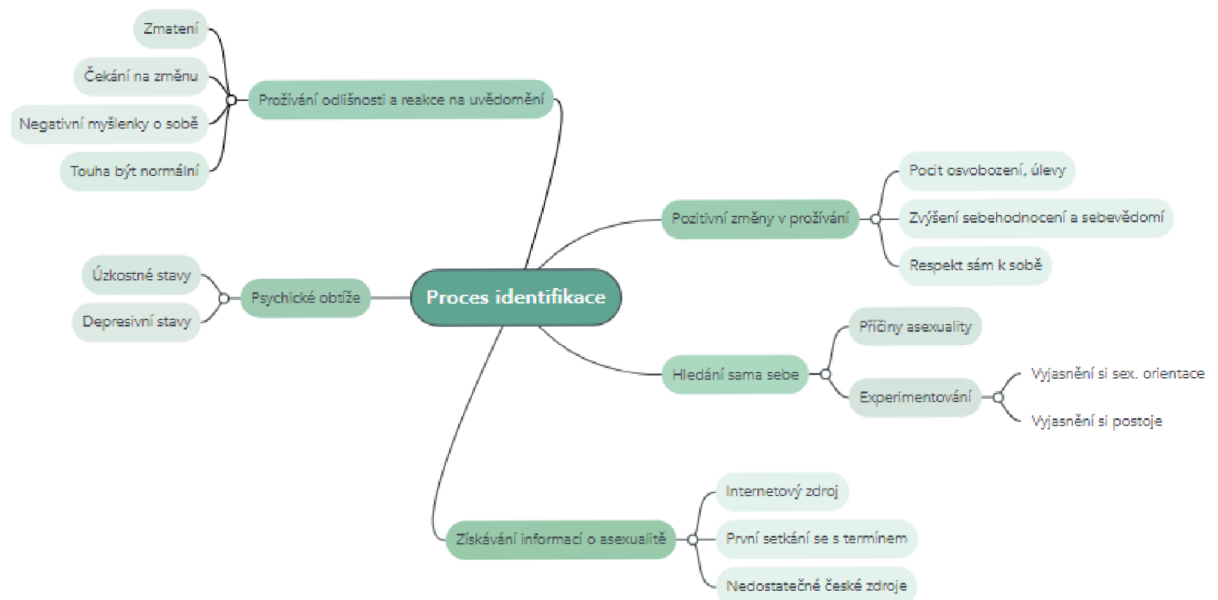 Zmatení
Čekání na změnu
Negativní myšlenky o sobě
Touha být normální
Prožívání odlišnosti a reakce na uvědomění
Úzkostné stavy
Depresivní stavy
Psychické obtíže
Proces identifikace
Pozitivní změny v prožívání
Pocit osvobození, úlevy
Zvýšení sebehodnocení a sebevědomí
Respekt sám k sobě
Hledání sama sebe
Příčiny asexuality
Experimentování
Vyjasnění si sex. orientace
Vyjasnění si postoje
Získávání informací o asexualitě
Internetový zdroj
První setkání se s termínem
Nedostatečné české zdroje